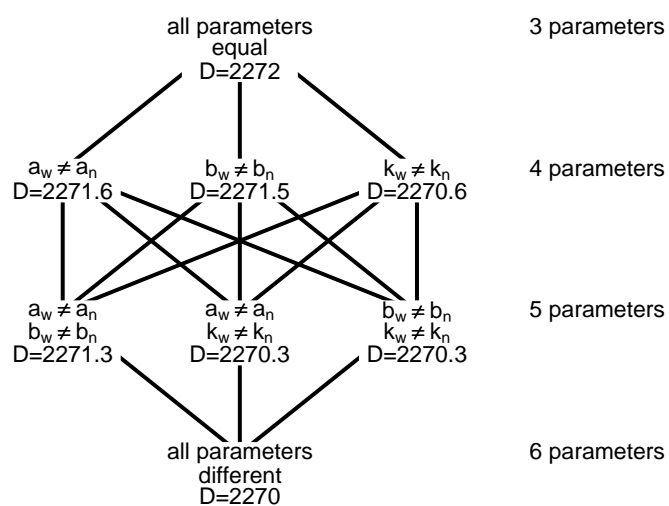 all parameters
equal
D=2272
3 parameters
a_w ≠ a_n
D=2271.6
b_w ≠ b_n
D=2271.5
k_w ≠ k_n
D=2270.6
4 parameters
a_w ≠ a_n
b_w ≠ b_n
D=2271.3
a_w ≠ a_n
k_w ≠ k_n
D=2270.3
b_w ≠ b_n
k_w ≠ k_n
D=2270.3
5 parameters
all parameters
different
D=2270
6 parameters